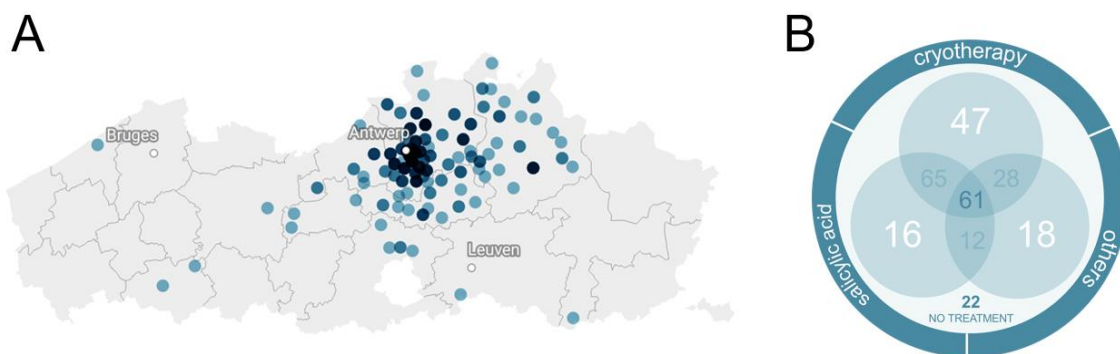 A
B
Bruges
Antwerp
Leuven
cryotherapy
47
65
28
61
16
12
18
salicylic acid
others
22
NO TREATMENT